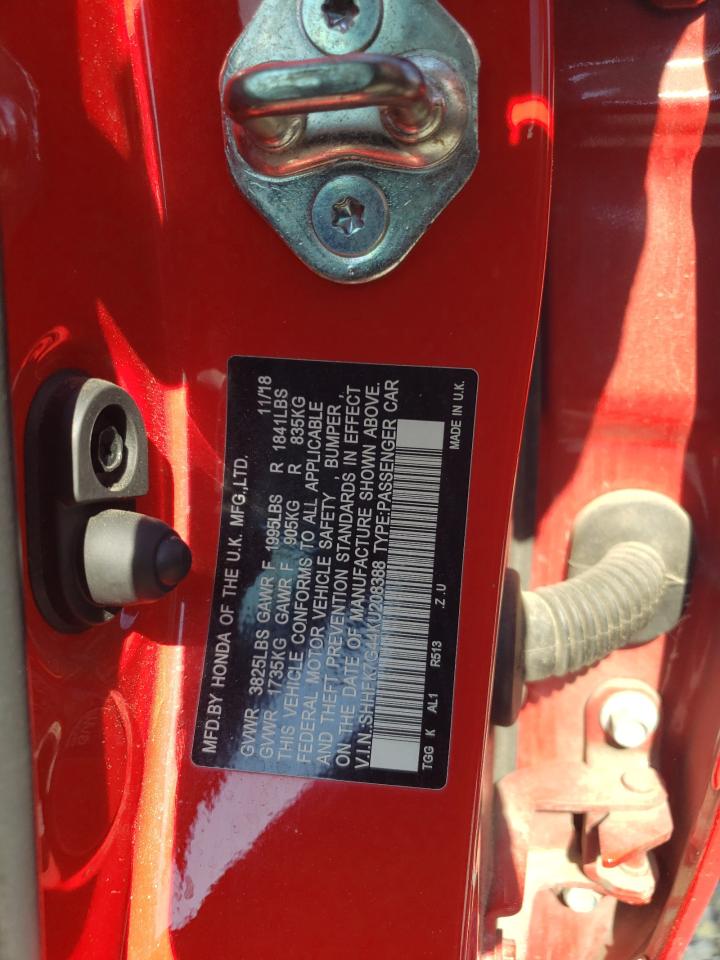 MFD.BY HONDA OF THE U.K. MFG.,LTD. 11/18
GVWR 3825LBS GAWR F 1995LBS R 1841LBS
GVWR 1735KG GAWR F 905KG R 835KG
THIS VEHICLE CONFORMS TO ALL APPLICABLE
FEDERAL MOTOR VEHICLE SAFETY , BUMPER ,
AND THEFT PREVENTION STANDARDS IN EFFECT
ON THE DATE OF MANUFACTURE SHOWN ABOVE.
V.I.N.:SHHFK7G44KU208388 TYPE:PASSENGER CAR
TGG K AL1 R513 .Z .U MADE IN U.K.